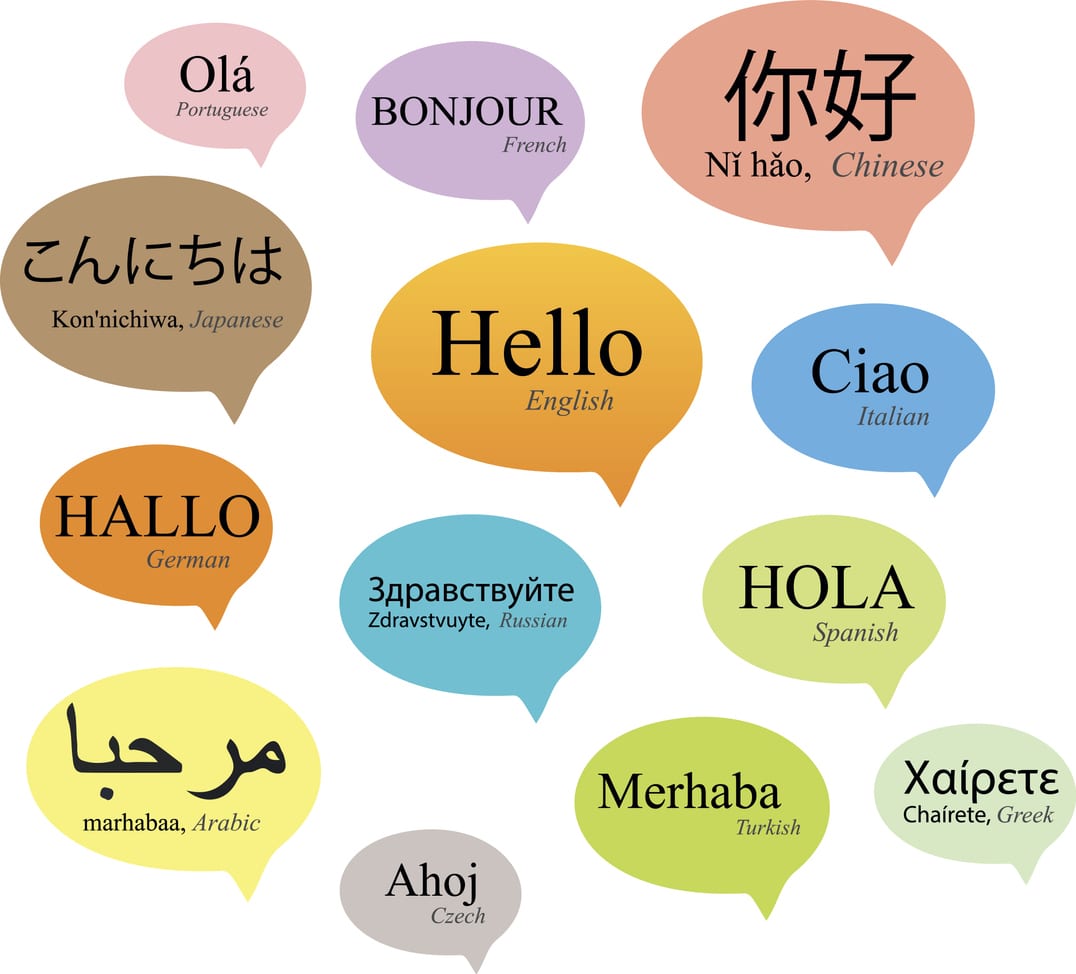 Olá
Portuguese
BONJOUR
French
你好
Nǐ hǎo, Chinese
こんにちは
Kon'nichiwa, Japanese
Hello
English
Ciao
Italian
HALLO
German
Здравствуйте
Zdravstvuyte, Russian
HOLA
Spanish
مرحبا
marhabaa, Arabic
Merhaba
Turkish
Χαίρετε
Chaírete, Greek
Ahoj
Czech